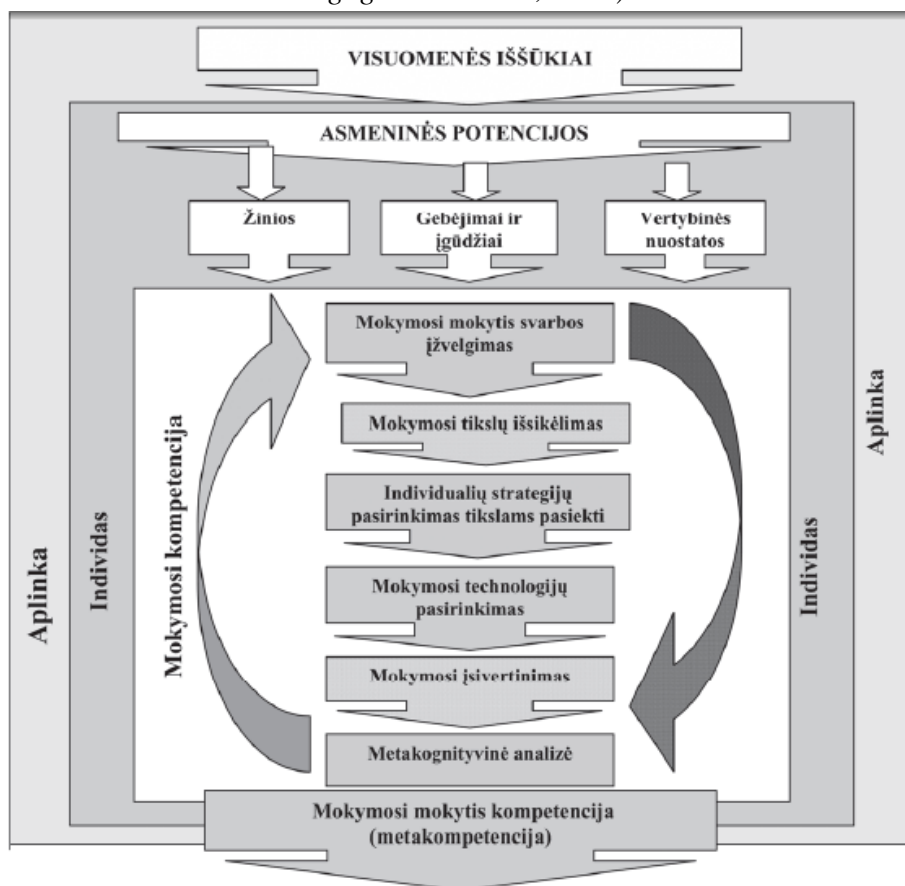 VISUOMENĖS IŠŠŪKIAI
ASMENINĖS POTENCIJOS
Žinios
Gebėjimai ir
įgūdžiai
Vertybinės
nuostatos
Mokymosi mokytis svarbos
įžvelgimas
Mokymosi tikslų išsikėlimas
Individualių strategijų
pasirinkimas tikslams pasiekti
Mokymosi technologijų
pasirinkimas
Mokymosi įsivertinimas
Metakognityvinė analizė
Mokymosi mokytis kompetencija
(metakompetencija)
Aplinka
Individas
Mokymosi kompetencija
Individas
Aplinka